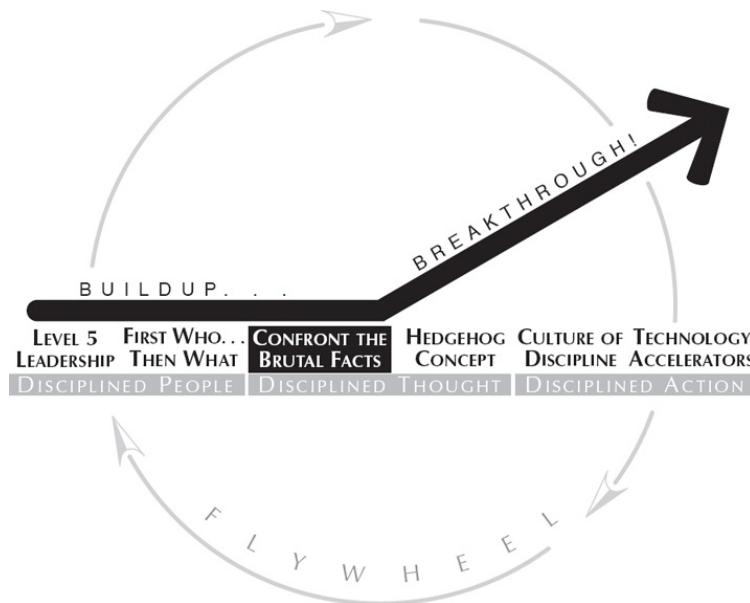 BREAKTHROUGH!
BUILDUP...
LEVEL 5 LEADERSHIP
FIRST WHO... THEN WHAT
CONFRONT THE BRUTAL FACTS
HEDGEHOG CONCEPT
CULTURE OF DISCIPLINE
TECHNOLOGY ACCELERATORS
DISCIPLINED PEOPLE
DISCIPLINED THOUGHT
DISCIPLINED ACTION
FLYWHEEL